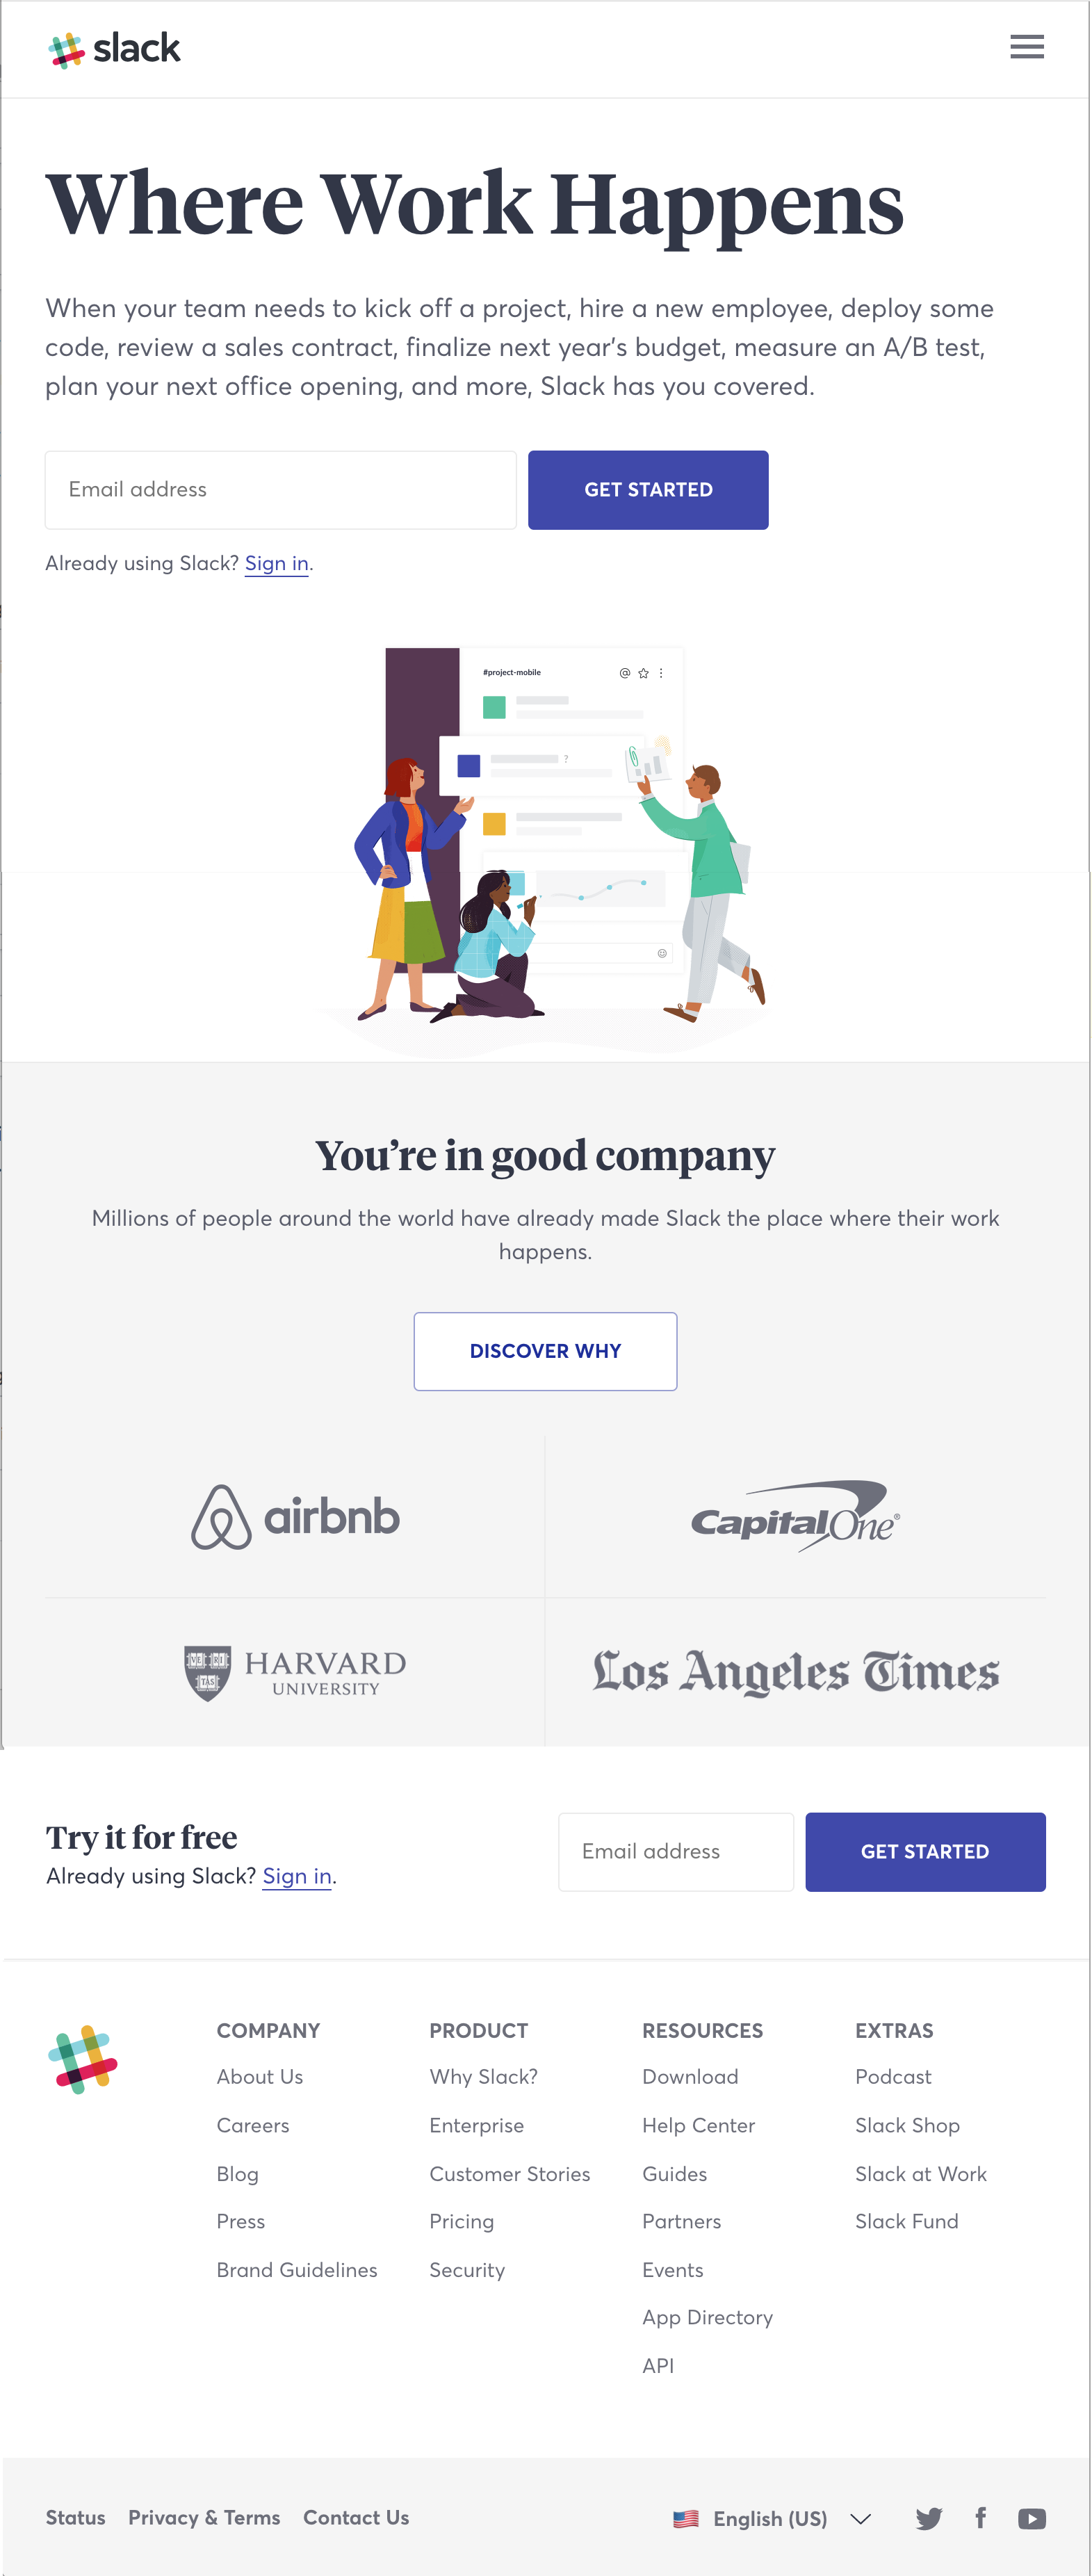 slack
Where Work Happens
When your team needs to kick off a project, hire a new employee, deploy some
code, review a sales contract, finalize next year’s budget, measure an A/B test,
plan your next office opening, and more, Slack has you covered.
Email address
GET STARTED
Already using Slack? Sign in.
#project-mobile
?
You’re in good company
Millions of people around the world have already made Slack the place where their work
happens.
DISCOVER WHY
airbnb
CapitalOne®
VE RI
TAS
HARVARD
UNIVERSITY
Los Angeles Times
Try it for free
Already using Slack? Sign in.
Email address
GET STARTED
COMPANY
About Us
Careers
Blog
Press
Brand Guidelines
PRODUCT
Why Slack?
Enterprise
Customer Stories
Pricing
Security
RESOURCES
Download
Help Center
Guides
Partners
Events
App Directory
API
EXTRAS
Podcast
Slack Shop
Slack at Work
Slack Fund
Status Privacy & Terms Contact Us
English (US)